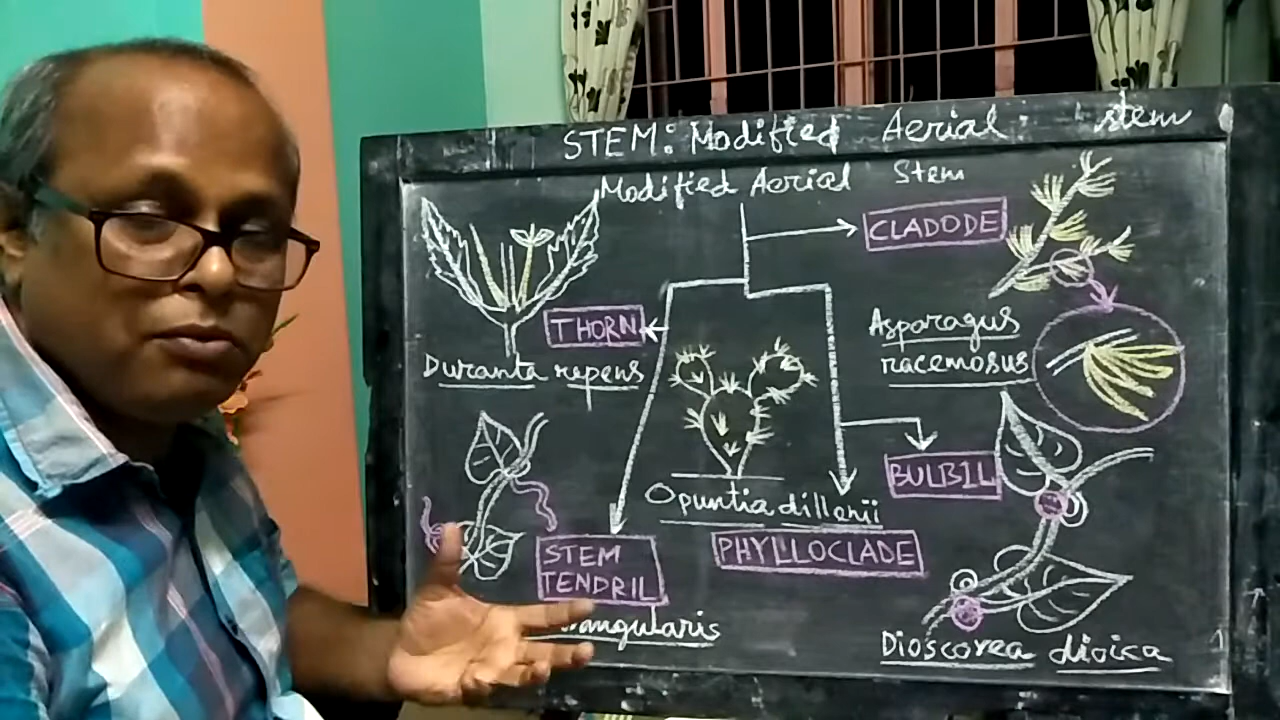 STEM: Modified Aerial stem
Modified Aerial Stem
CLADODE
THORN
Duranta repens
Asparagus
racemosus
BULBIL
Opuntia dillenii
PHYLLOCLADE
STEM
TENDRIL
angularis
Dioscorea dioica